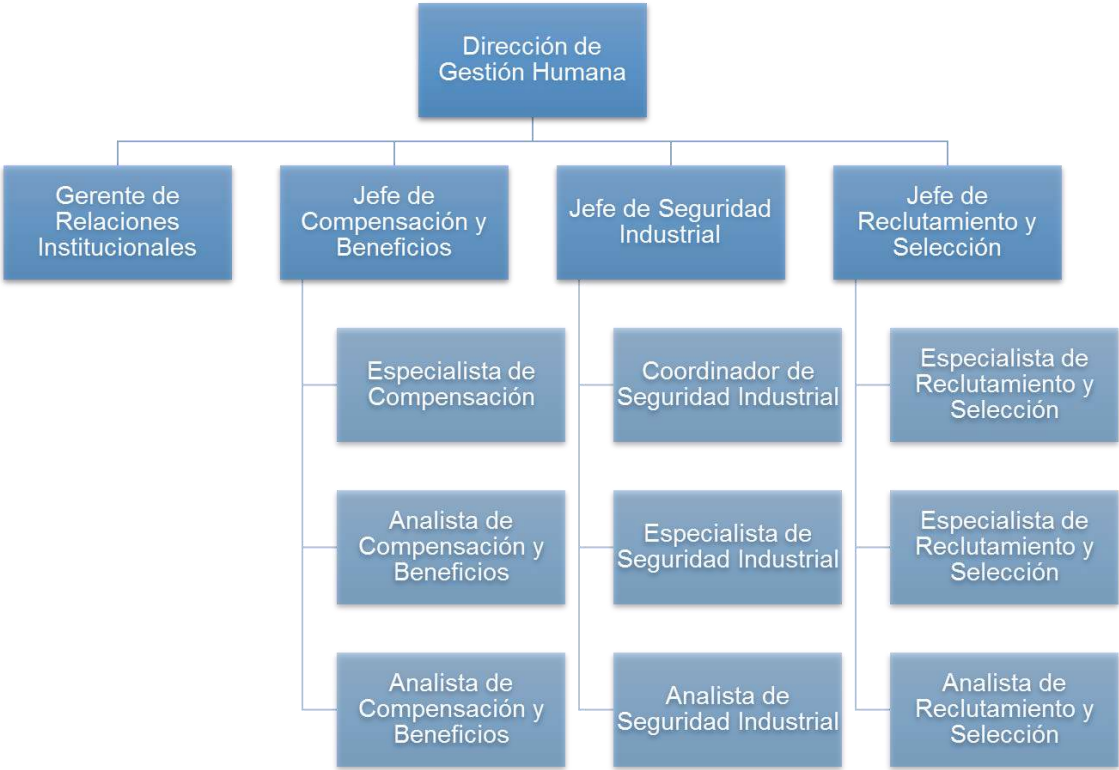 Dirección de
Gestión Humana
Gerente de
Relaciones
Institucionales
Jefe de
Compensación y
Beneficios
Jefe de Seguridad
Industrial
Jefe de
Reclutamiento y
Selección
Especialista de
Compensación
Coordinador de
Seguridad Industrial
Especialista de
Reclutamiento y
Selección
Analista de
Compensación y
Beneficios
Especialista de
Seguridad Industrial
Especialista de
Reclutamiento y
Selección
Analista de
Compensación y
Beneficios
Analista de
Seguridad Industrial
Analista de
Reclutamiento y
Selección